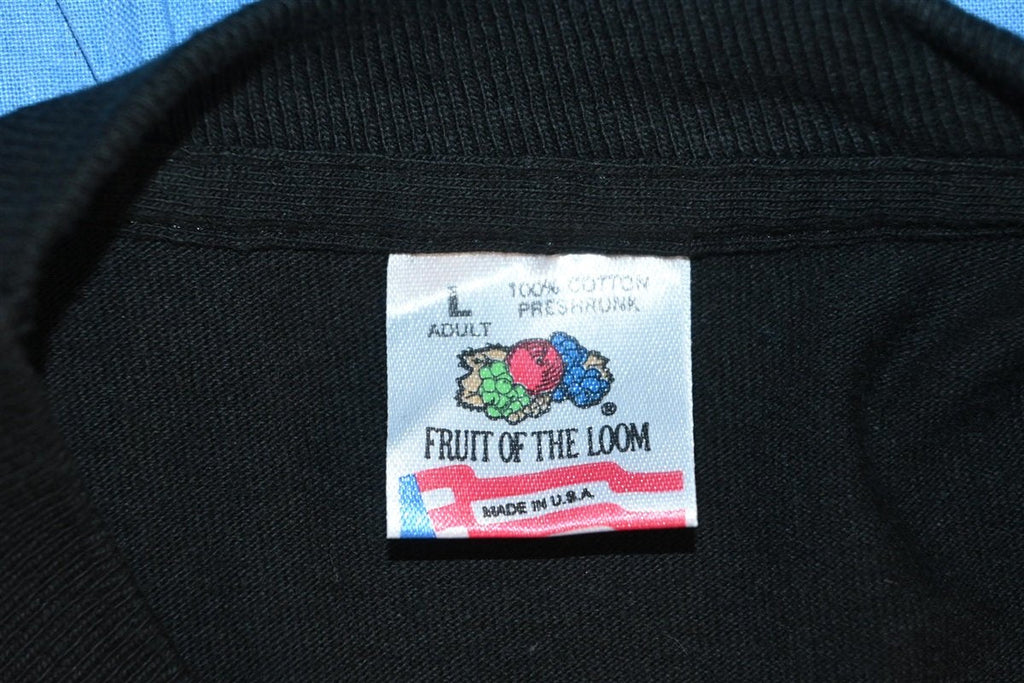 L
ADULT
100% COTTON
PRESHRUNK
®
FRUIT OF THE LOOM
MADE IN U.S.A.